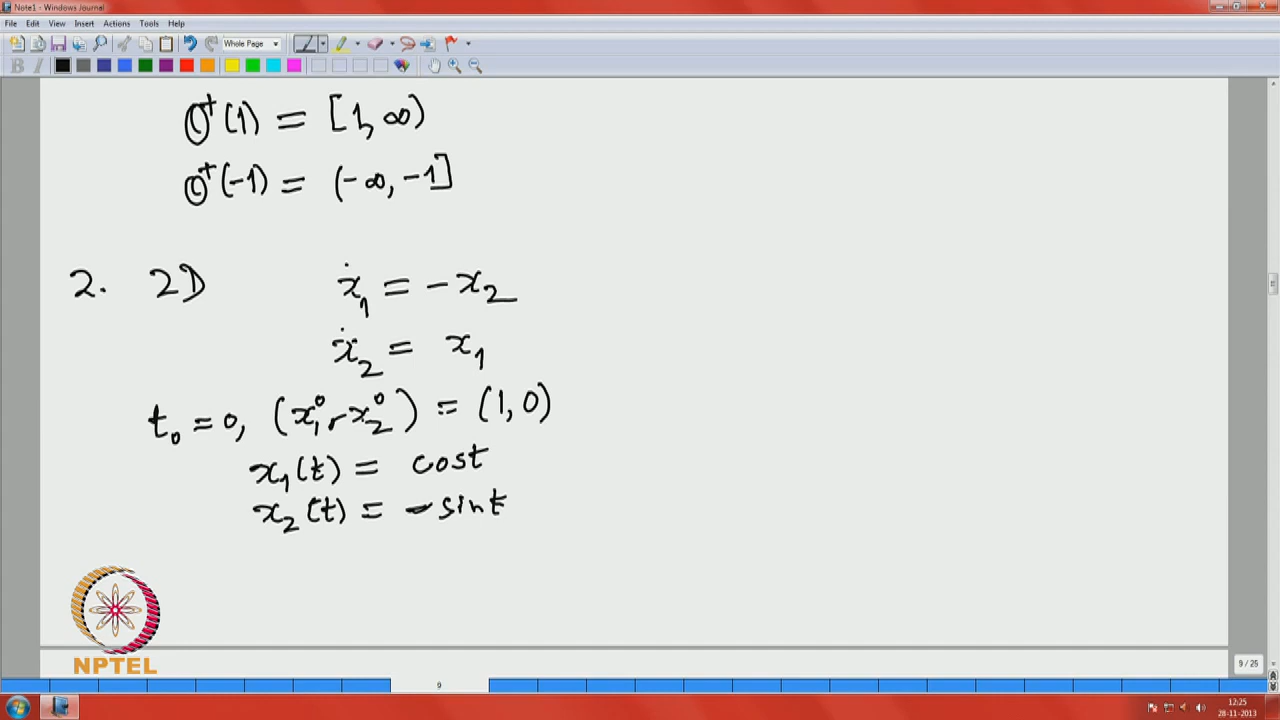 Note1 - Windows Journal
File Edit View Insert Actions Tools Help
Whole Page
O⁺(1) = [1, ∞)
O⁺(-1) = (-∞, -1]
2. 2D ẋ₁ = -x₂
ẋ₂ = x₁
t₀ = 0, (x₁⁰, x₂⁰) = (1, 0)
x₁(t) = cost
x₂(t) = -sint
NPTEL
9 / 25
9
12:25
28-11-2013